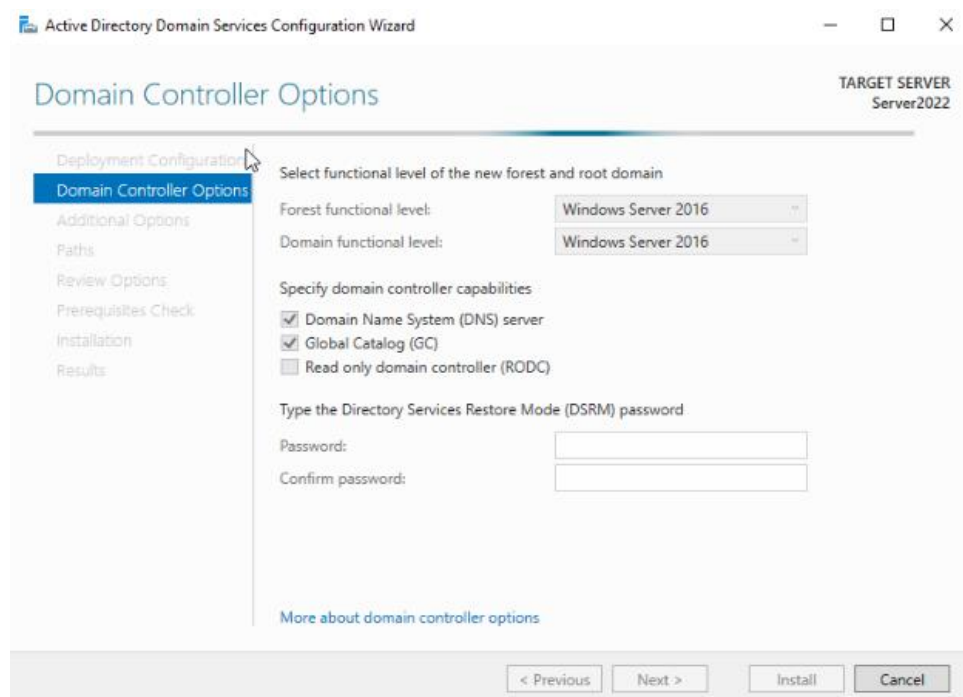 Active Directory Domain Services Configuration Wizard
Domain Controller Options
TARGET SERVER
Server2022
Deployment Configuration
Domain Controller Options
Additional Options
Paths
Review Options
Prerequisites Check
Installation
Results
Select functional level of the new forest and root domain
Forest functional level: Windows Server 2016
Domain functional level: Windows Server 2016
Specify domain controller capabilities
Domain Name System (DNS) server
Global Catalog (GC)
Read only domain controller (RODC)
Type the Directory Services Restore Mode (DSRM) password
Password:
Confirm password:
More about domain controller options
< Previous Next > Install Cancel